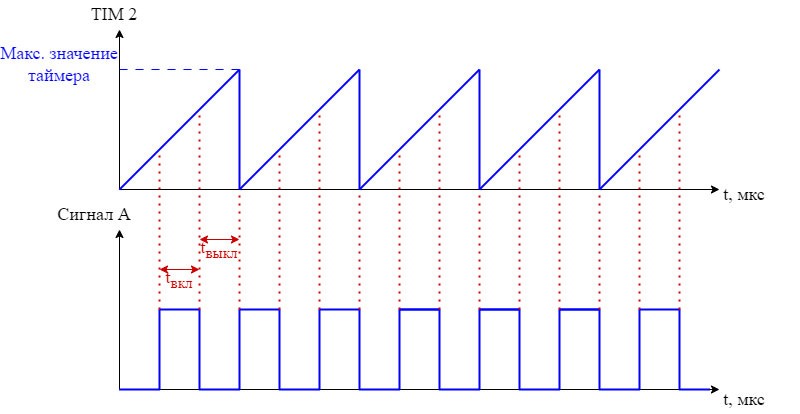 TIM 2
Макс. значение
таймера
t, мкс
Сигнал А
tвыкл
tвкл
t, мкс